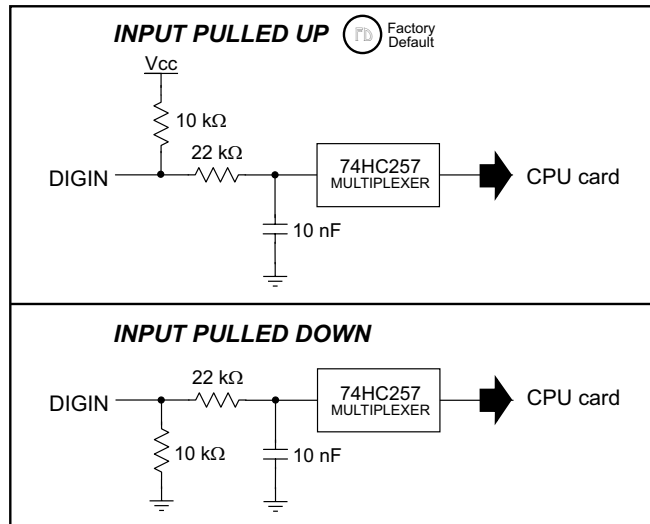 INPUT PULLED UP
FD
Factory
Default
Vcc
10 kΩ
22 kΩ
DIGIN
74HC257
MULTIPLEXER
CPU card
10 nF
INPUT PULLED DOWN
22 kΩ
DIGIN
74HC257
MULTIPLEXER
CPU card
10 kΩ
10 nF